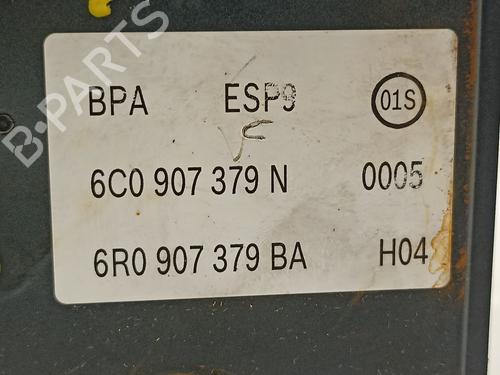 BPA ESP9 01S
6C0 907 379 N 0005
6R0 907 379 BA H04
B-PARTS